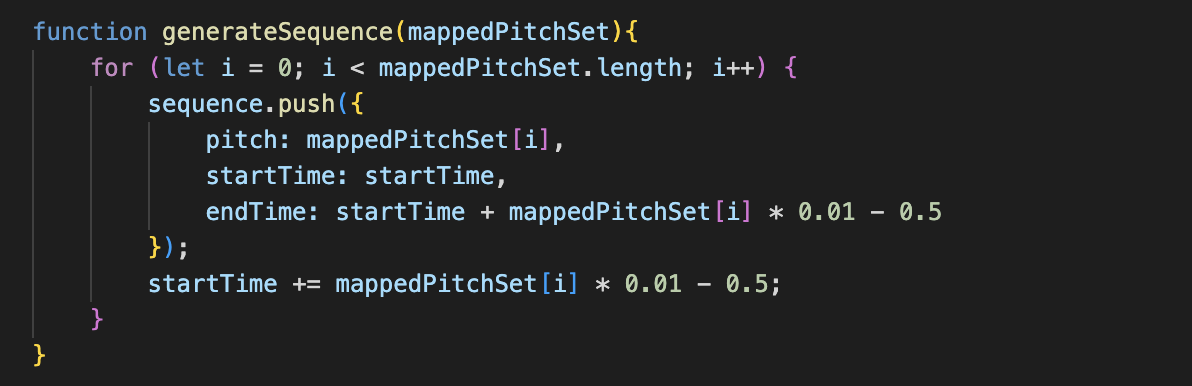 function generateSequence(mappedPitchSet){
    for (let i = 0; i < mappedPitchSet.length; i++) {
        sequence.push({
            pitch: mappedPitchSet[i],
            startTime: startTime,
            endTime: startTime + mappedPitchSet[i] * 0.01 - 0.5
        });
        startTime += mappedPitchSet[i] * 0.01 - 0.5;
    }
}